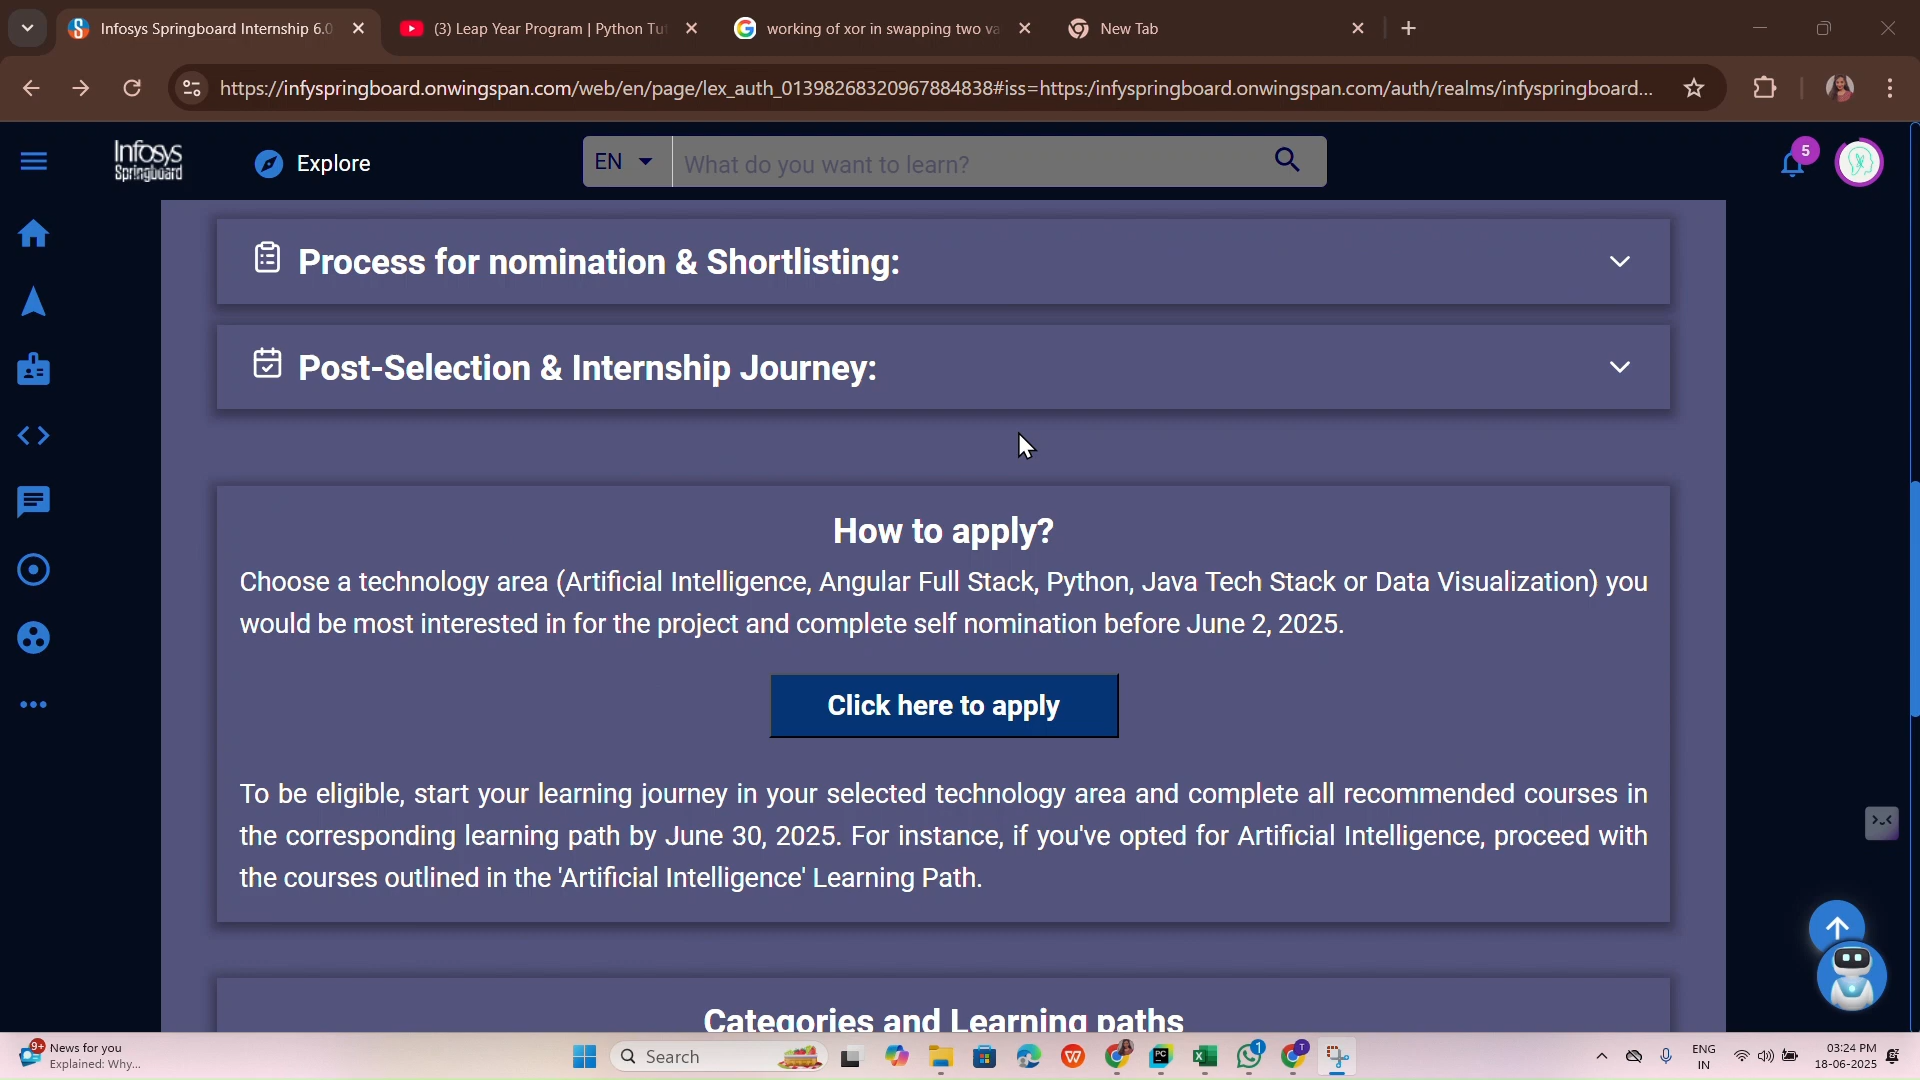 Infosys Springboard Internship 6.0
(3) Leap Year Program | Python Tut
working of xor in swapping two va
New Tab
https://infyspringboard.onwingspan.com/web/en/page/lex_auth_01398268320967884838#iss=https:/infyspringboard.onwingspan.com/auth/realms/infyspringboard...
Infosys
Springboard
Explore
EN
What do you want to learn?
5
Process for nomination & Shortlisting:
Post-Selection & Internship Journey:
How to apply?
Choose a technology area (Artificial Intelligence, Angular Full Stack, Python, Java Tech Stack or Data Visualization) you
would be most interested in for the project and complete self nomination before June 2, 2025.
Click here to apply
To be eligible, start your learning journey in your selected technology area and complete all recommended courses in
the corresponding learning path by June 30, 2025. For instance, if you've opted for Artificial Intelligence, proceed with
the courses outlined in the 'Artificial Intelligence' Learning Path.
Categories and Learning paths
9+
News for you
Explained: Why...
Search
PC
1
T
ENG
IN
03:24 PM
18-06-2025